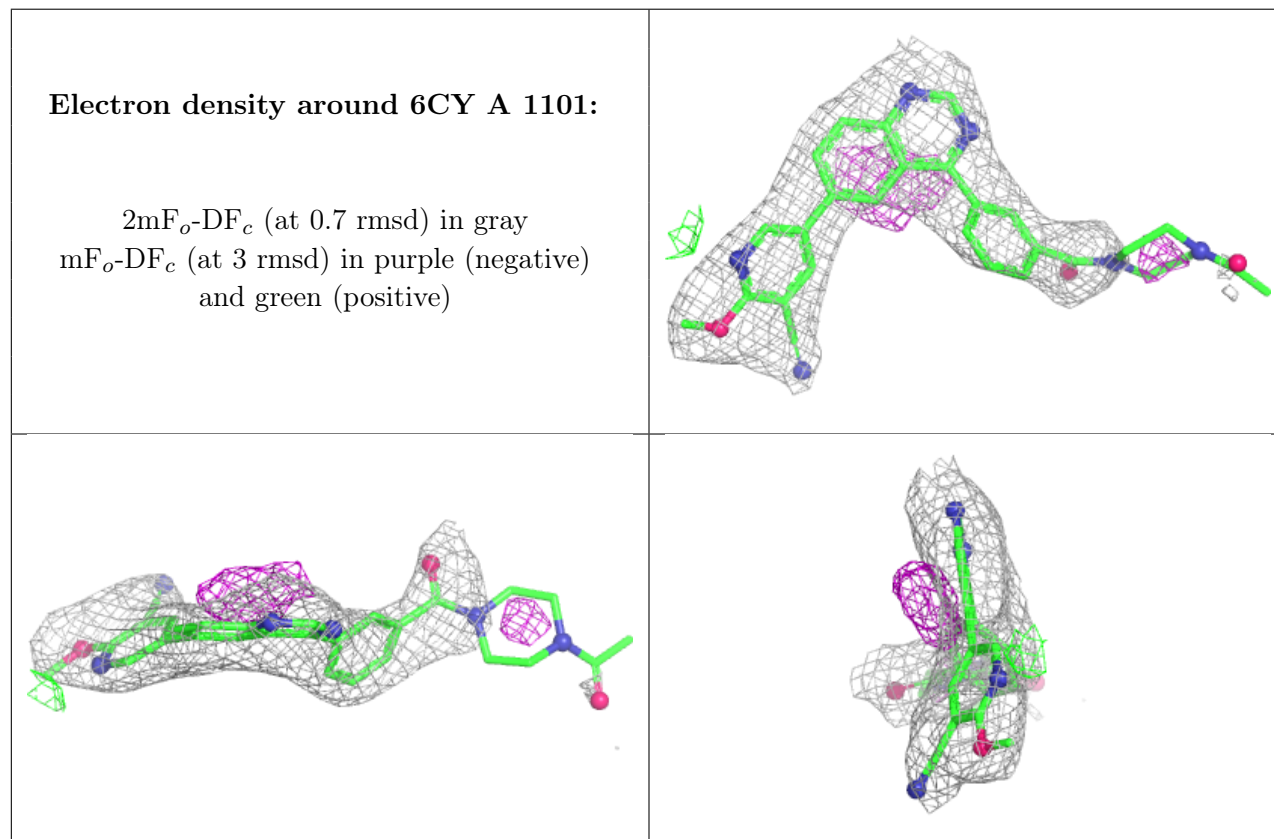 Electron density around 6CY A 1101:
2mFₒ-DF𝒸 (at 0.7 rmsd) in gray
mFₒ-DF𝒸 (at 3 rmsd) in purple (negative)
and green (positive)